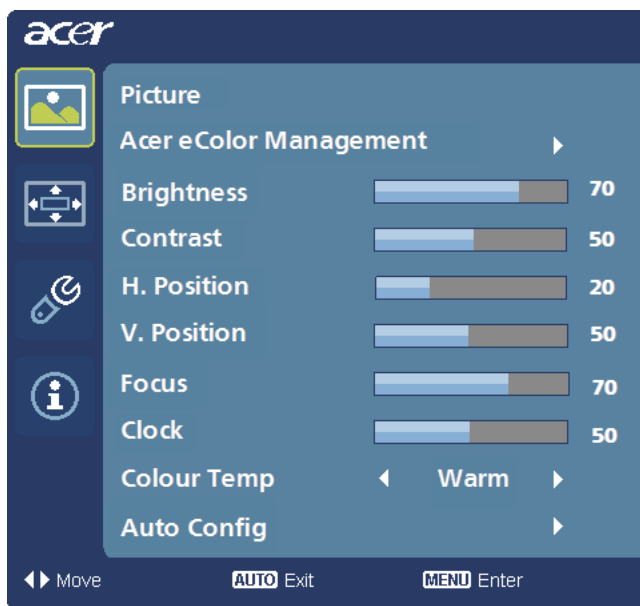 acer
Picture
Acer eColor Management
Brightness 70
Contrast 50
H. Position 20
V. Position 50
Focus 70
Clock 50
Colour Temp Warm
Auto Config
Move AUTO Exit MENU Enter